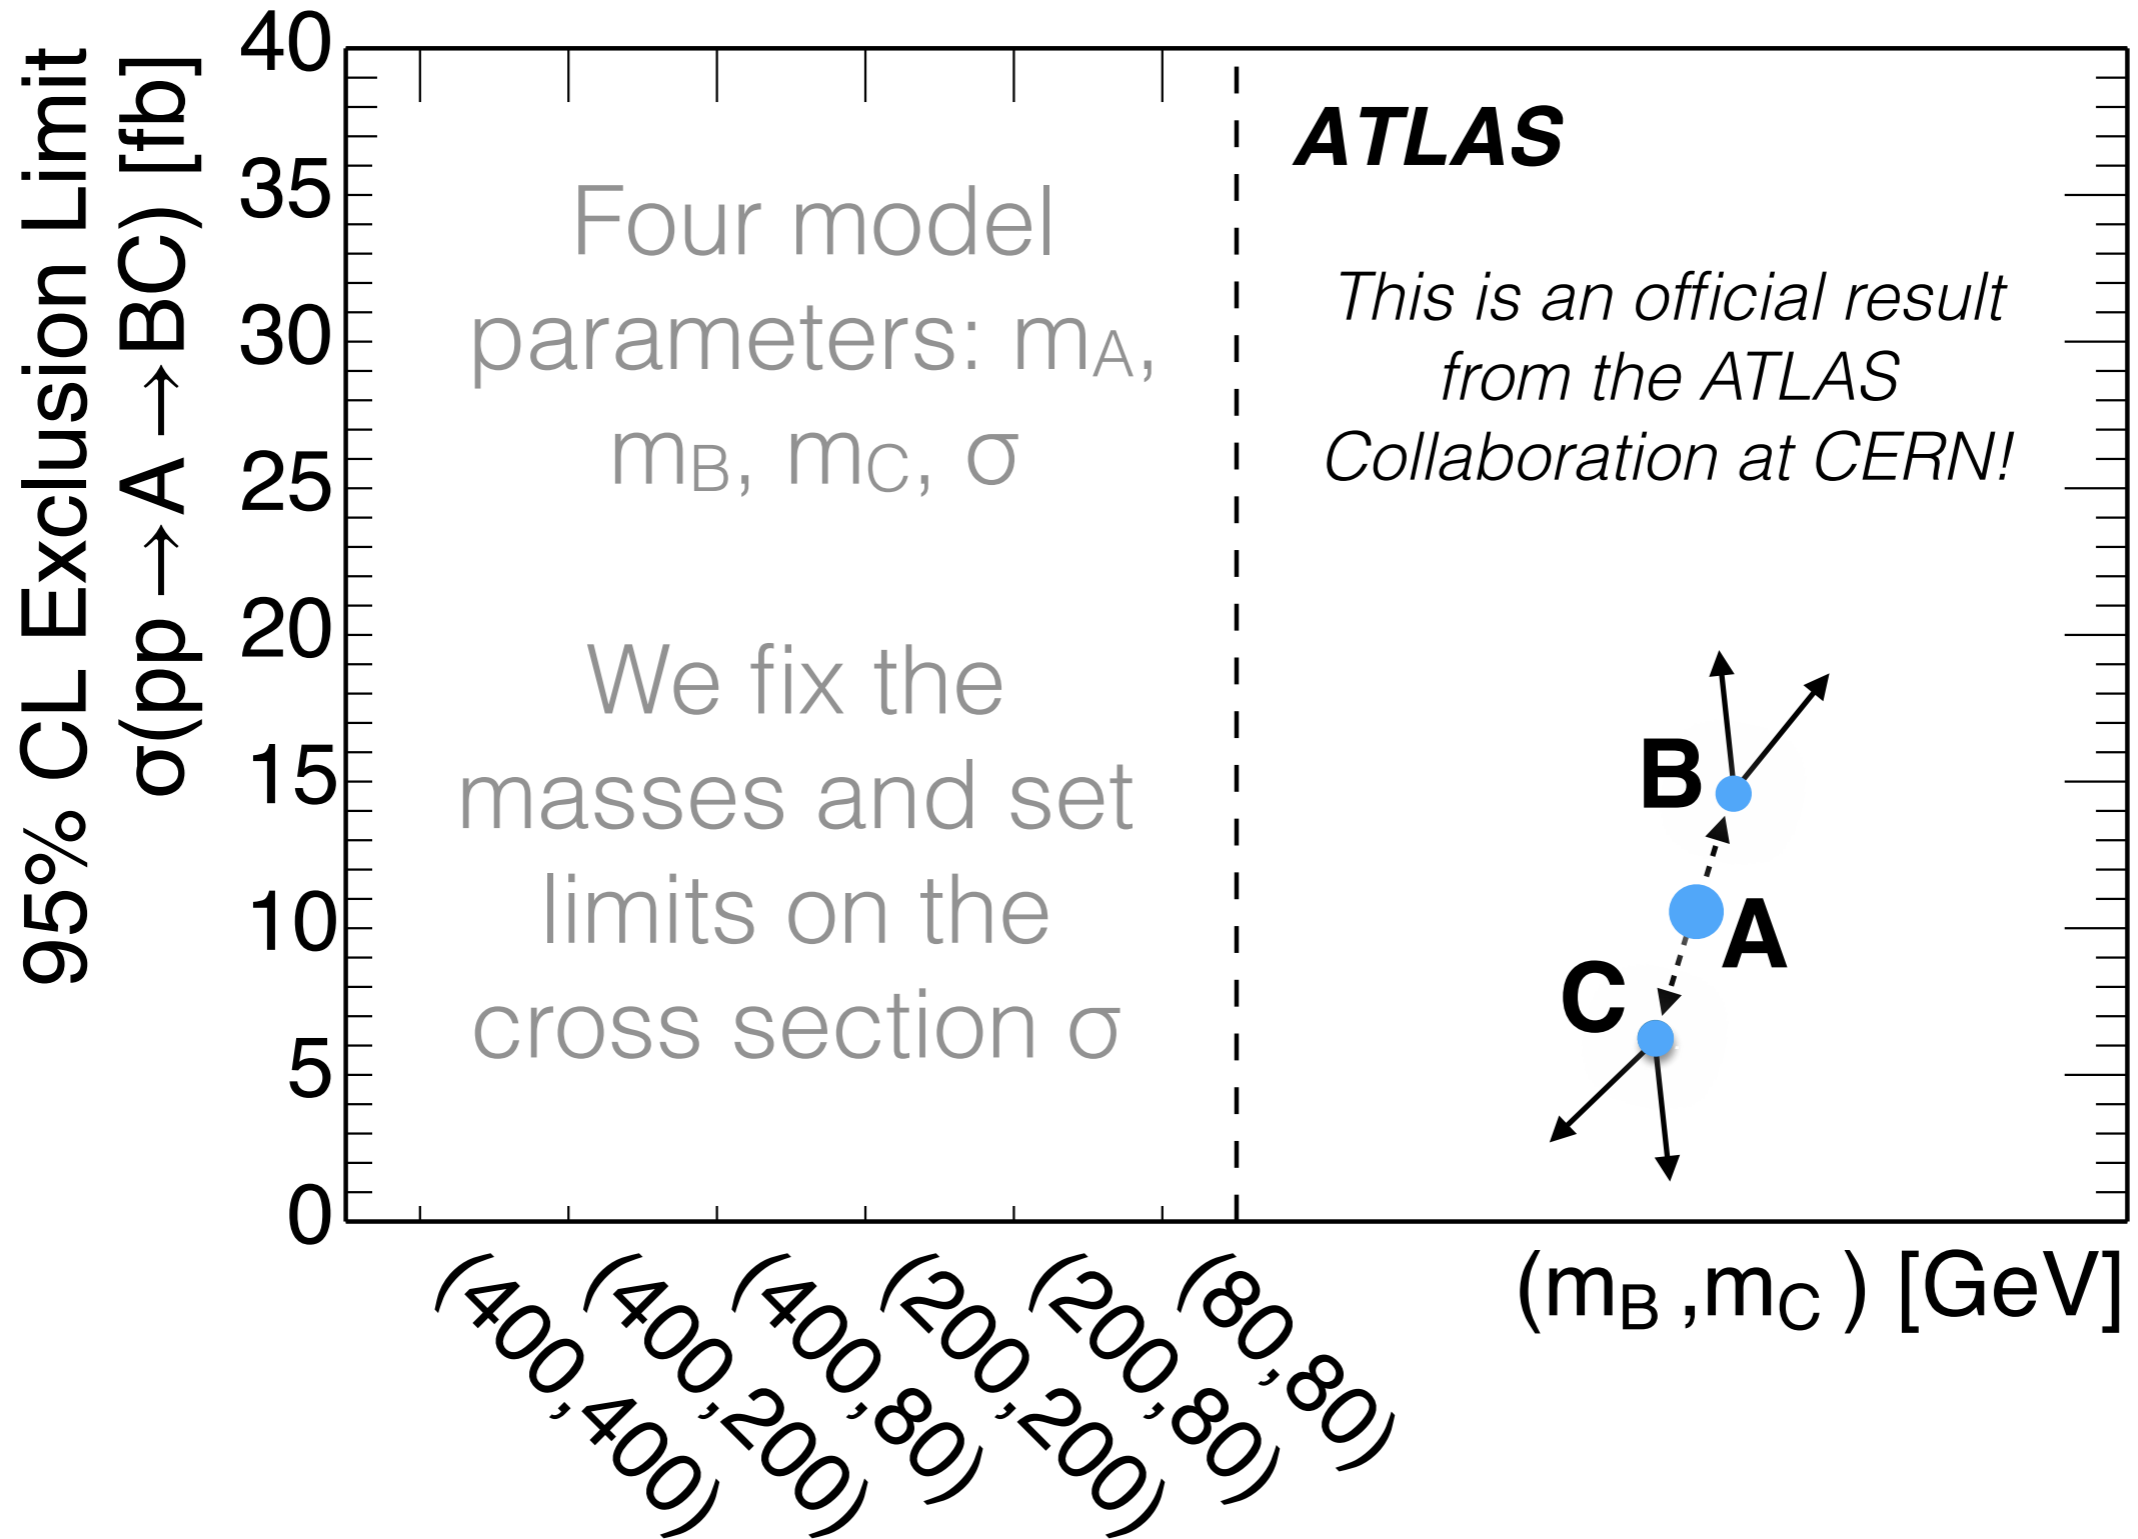 95% CL Exclusion Limit
σ(pp→A→BC) [fb]
40
35
30
25
20
15
10
5
0
Four model
parameters: mA,
mB, mC, σ
We fix the
masses and set
limits on the
cross section σ
ATLAS
This is an official result
from the ATLAS
Collaboration at CERN!
B
A
C
(400,400)
(400,200)
(400,80)
(200,200)
(200,80)
(80,80)
(mB ,mC ) [GeV]